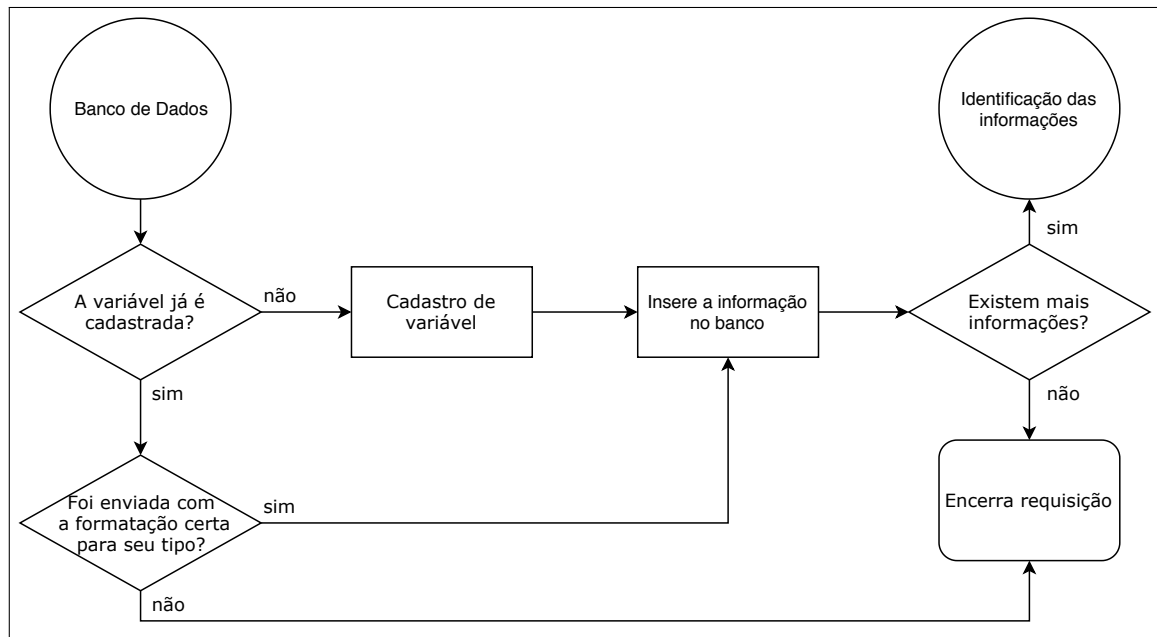 Banco de Dados
Identificação das
informações
sim
A variável já é
cadastrada?
não
Cadastro de
variável
Insere a informação
no banco
Existem mais
informações?
sim
não
Foi enviada com
a formatação certa
para seu tipo?
sim
Encerra requisição
não